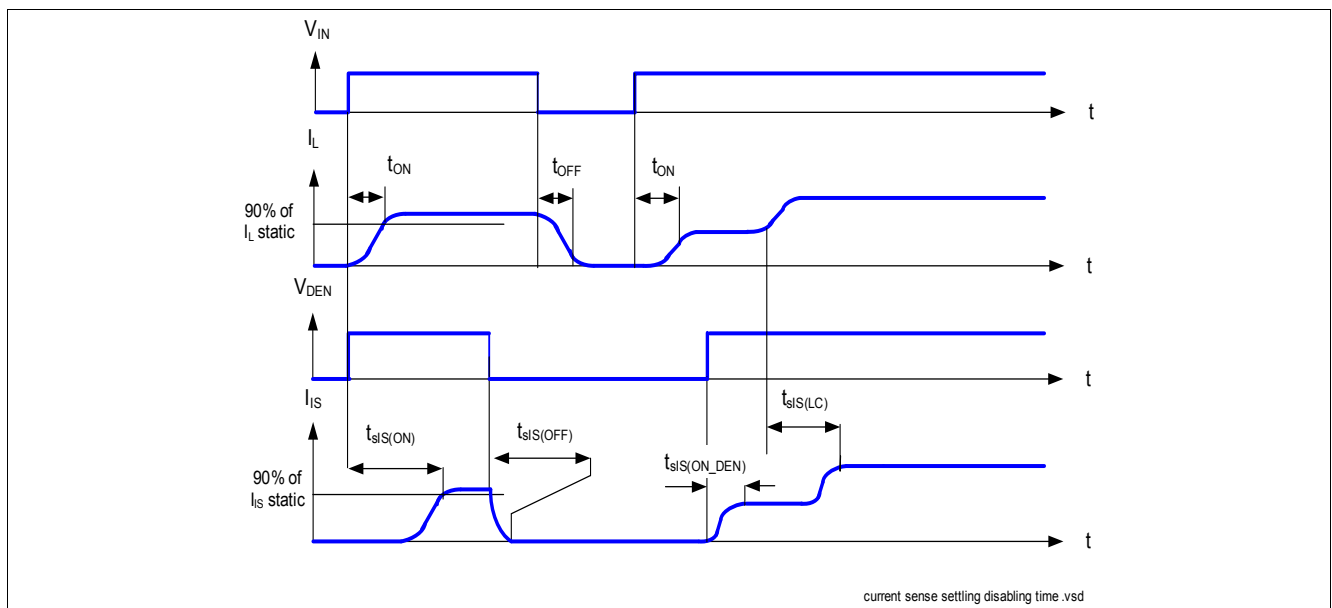 VIN
t
IL
tON
tOFF
tON
90% of
IL static
t
VDEN
t
IIS
tsIS(ON)
tsIS(OFF)
tsIS(LC)
tsIS(ON_DEN)
90% of
IIS static
t
current sense settling disabling time .vsd